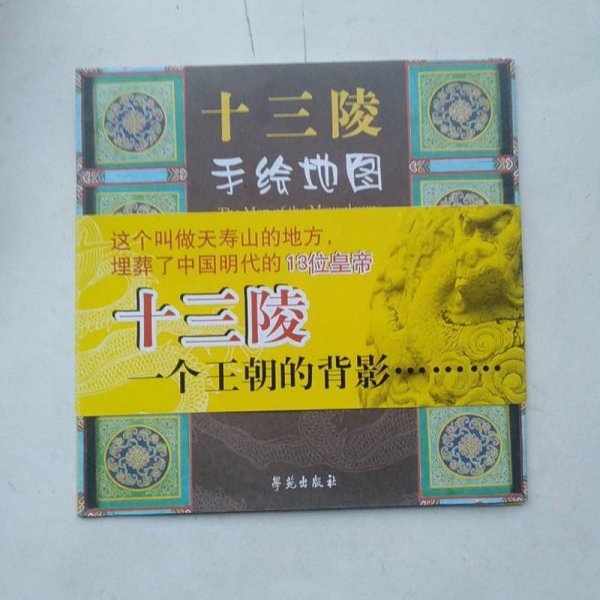 十三陵
手绘地图
这个叫做天寿山的地方，
埋葬了中国明代的13位皇帝
十三陵
一个王朝的背影………
學苑出版社